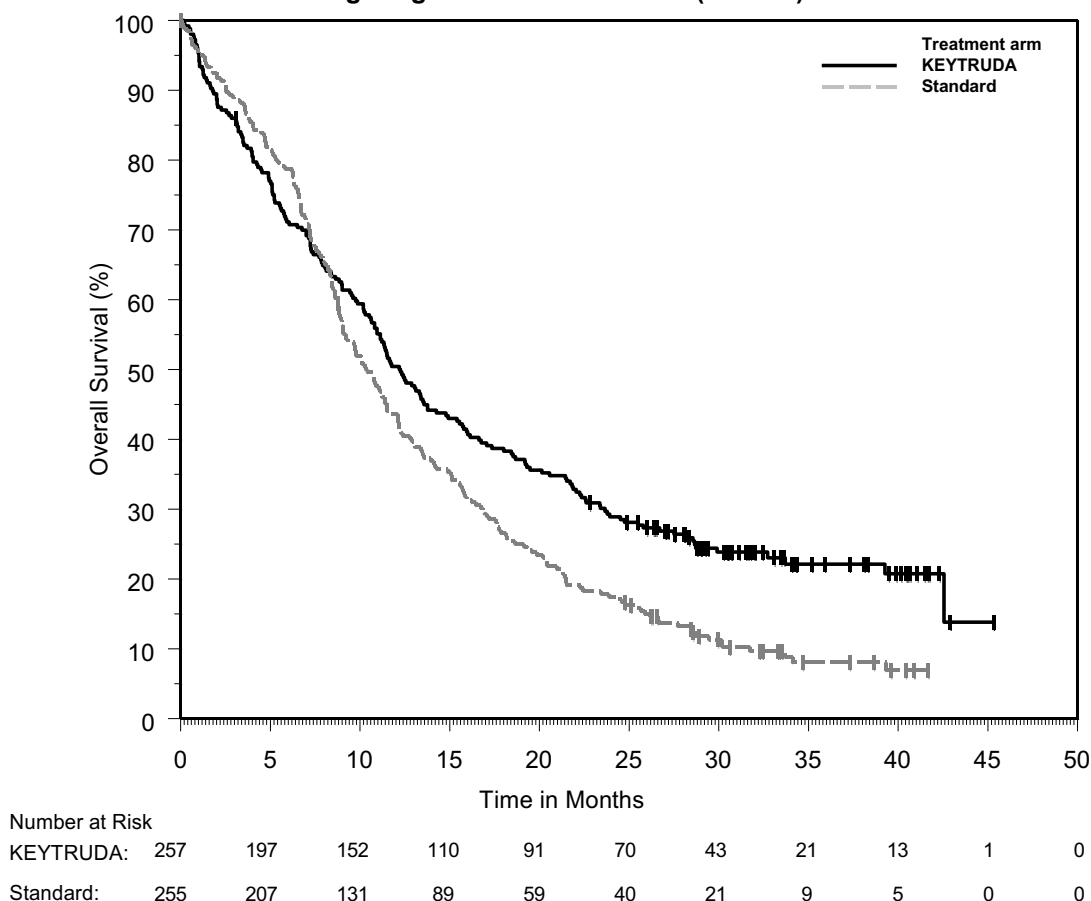 Treatment arm
KEYTRUDA
Standard
Overall Survival (%)
100
90
80
70
60
50
40
30
20
10
0
0 5 10 15 20 25 30 35 40 45 50
Time in Months
Number at Risk
KEYTRUDA: 257 197 152 110 91 70 43 21 13 1 0
Standard: 255 207 131 89 59 40 21 9 5 0 0